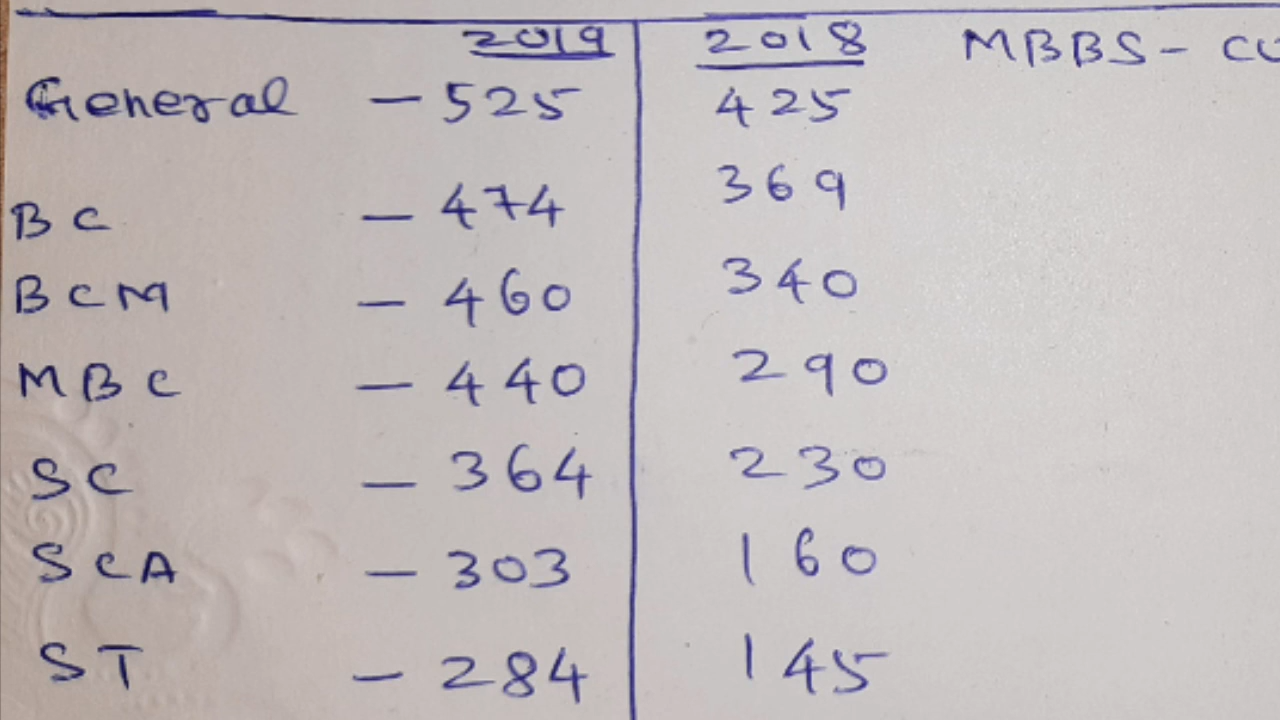 2019 2018 MBBS - CU
General - 525 425
BC - 474 369
BCM - 460 340
MBC - 440 290
SC - 364 230
SCA - 303 160
ST - 284 145